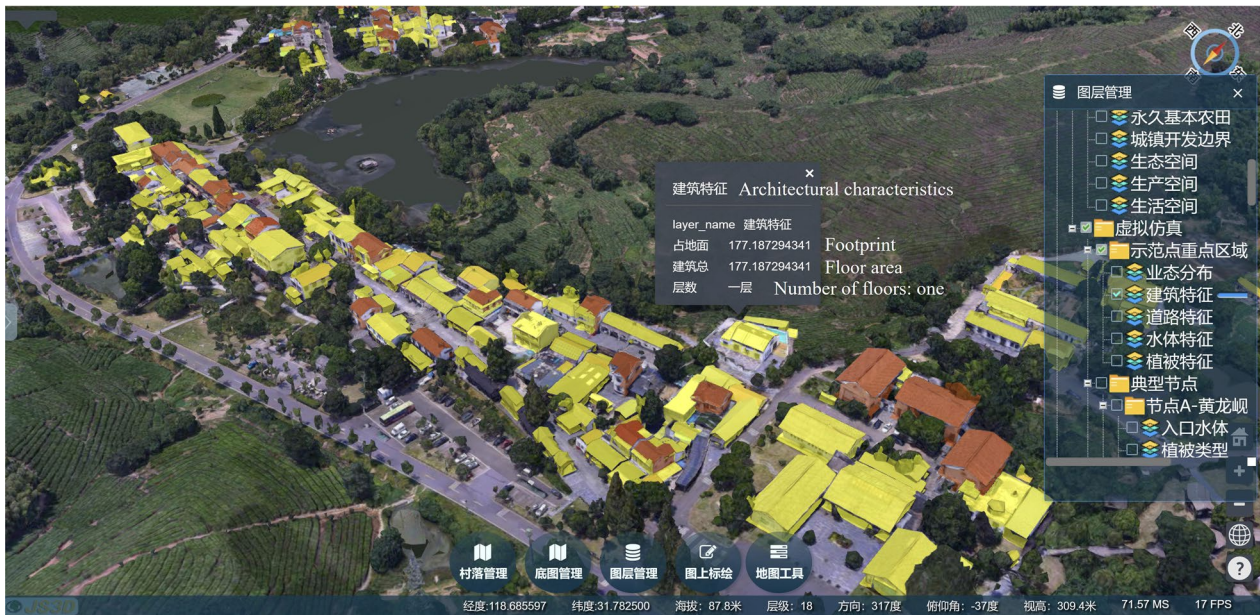 西 北
图层管理 ×
永久基本农田
城镇开发边界
生态空间
生产空间
生活空间
虚拟仿真
示范点重点区域
业态分布
建筑特征
道路特征
水体特征
植被特征
典型节点
节点A-黄龙岘
入口水体
植被类型
×
建筑特征 Architectural characteristics
layer_name 建筑特征
占地面 177.187294341 Footprint
建筑总 177.187294341 Floor area
层数 一层 Number of floors: one
村落管理 底图管理 图层管理 图上标绘 地图工具
+
−
?
经度:118.685597 纬度:31.782500 海拔：87.8米 层级：18 方向：317度 俯仰角：-37度 视高：309.4米 71.57 MS 17 FPS